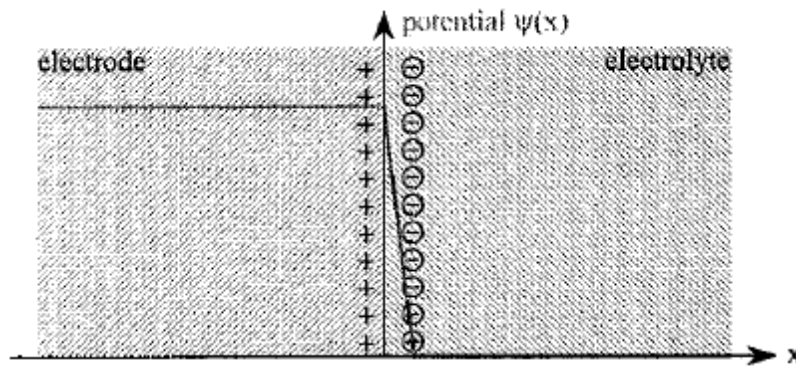 potential ψ(x)
electrode
electrolyte
x